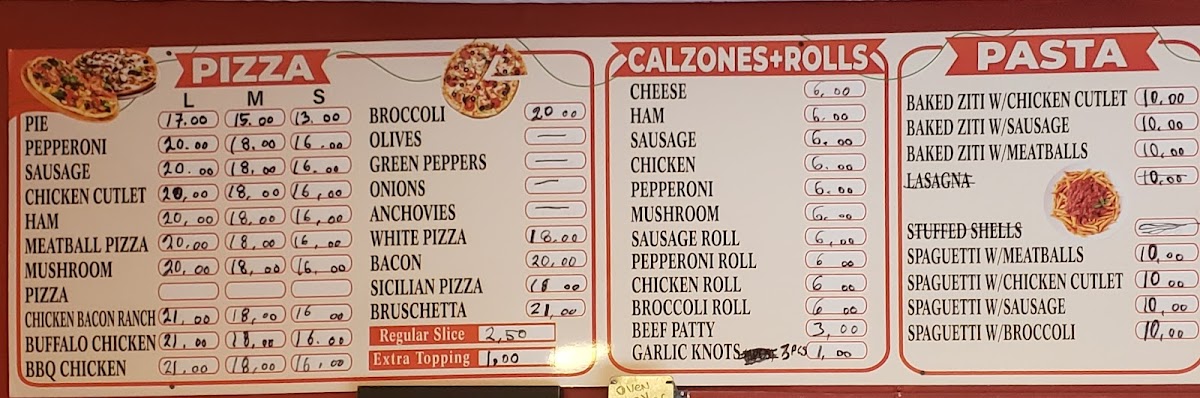 PIZZA
L M S
PIE 17.00 15.00 13.00
PEPPERONI 20.00 18.00 16.00
SAUSAGE 20.00 18.00 16.00
CHICKEN CUTLET 20,00 18,00 16,00
HAM 20,00 18,00 16,00
MEATBALL PIZZA 20,00 18,00 16,00
MUSHROOM 20,00 18,00 16,00
PIZZA
CHICKEN BACON RANCH 21,00 18,00 16 00
BUFFALO CHICKEN 21,00 18,00 16.00
BBQ CHICKEN 21.00 18,00 16,00
BROCCOLI 20 00
OLIVES —
GREEN PEPPERS —
ONIONS —
ANCHOVIES —
WHITE PIZZA 18.00
BACON 20,00
SICILIAN PIZZA 18 00
BRUSCHETTA 21,00
Regular Slice 2,50
Extra Topping 1,00
CALZONES+ROLLS
CHEESE 6,00
HAM 6.00
SAUSAGE 6.00
CHICKEN 6.00
PEPPERONI 6.00
MUSHROOM 6.00
SAUSAGE ROLL 6,00
PEPPERONI ROLL 6 00
CHICKEN ROLL 6 00
BROCCOLI ROLL 6 00
BEEF PATTY 3,00
GARLIC KNOTS 3PCS 1,00
OVEN
PASTA
BAKED ZITI W/CHICKEN CUTLET 10,00
BAKED ZITI W/SAUSAGE 10,00
BAKED ZITI W/MEATBALLS 10,00
LASAGNA 10,00
STUFFED SHELLS
SPAGUETTI W/MEATBALLS 10,00
SPAGUETTI W/CHICKEN CUTLET 10 00
SPAGUETTI W/SAUSAGE 10,00
SPAGUETTI W/BROCCOLI 10,00